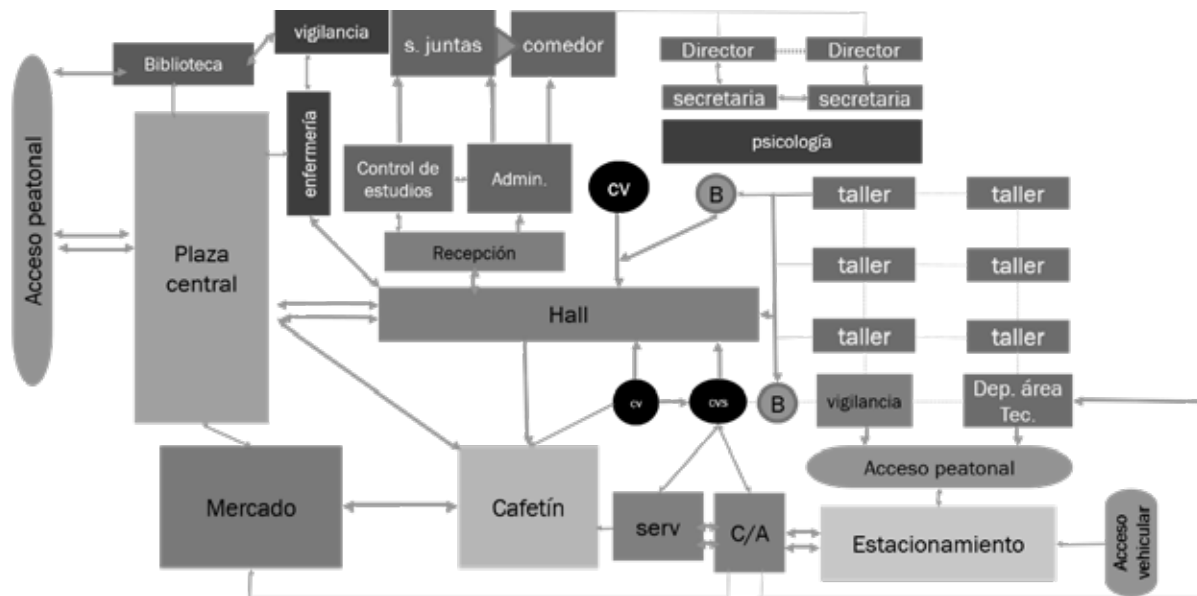 vigilancia
s. juntas
comedor
Director
Director
Biblioteca
secretaria
secretaria
psicología
enfermería
Control de
estudios
Admin.
cv
B
taller
taller
Acceso peatonal
Plaza
central
Recepción
taller
taller
Hall
taller
taller
cv
cvs
B
vigilancia
Dep. área
Tec.
Acceso peatonal
Mercado
Cafetín
serv
C/A
Estacionamiento
Acceso
vehicular